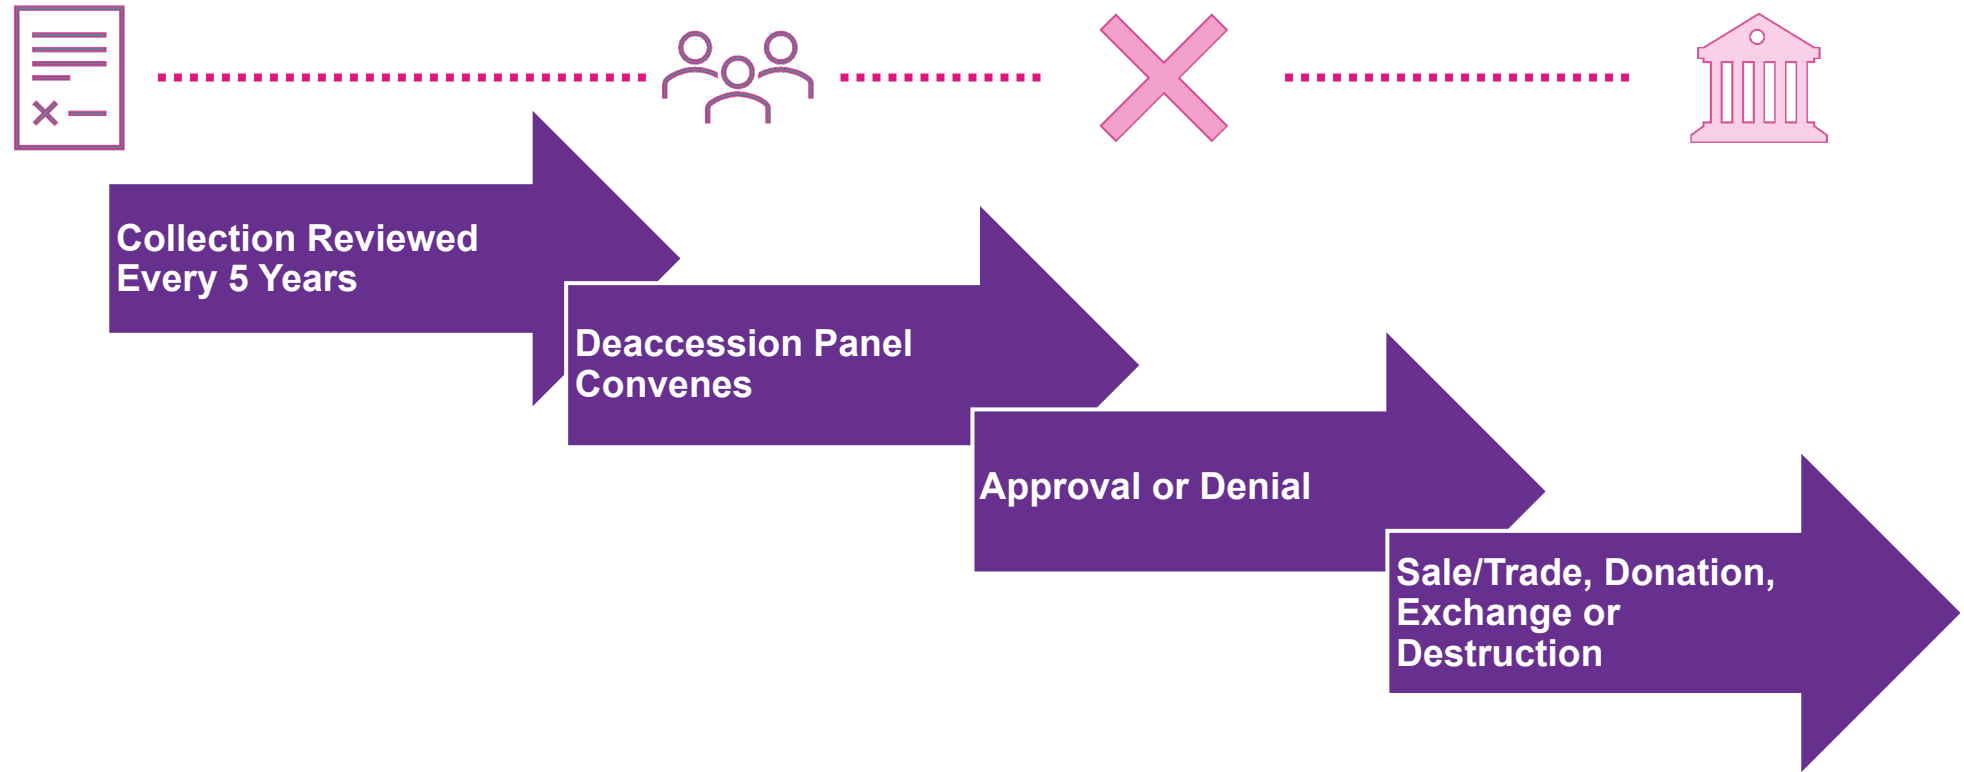 Collection Reviewed
Every 5 Years
Deaccession Panel
Convenes
Approval or Denial
Sale/Trade, Donation,
Exchange or
Destruction